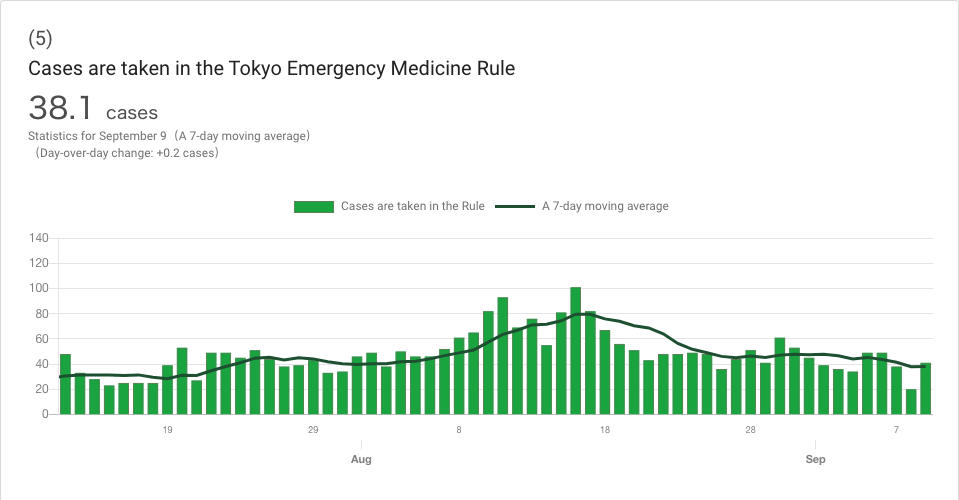 (5)
Cases are taken in the Tokyo Emergency Medicine Rule
38.1 cases
Statistics for September 9（A 7-day moving average）
（Day-over-day change: +0.2 cases）
Cases are taken in the Rule A 7-day moving average
140
120
100
80
60
40
20
0
19 29 8 18 28 7
Aug Sep